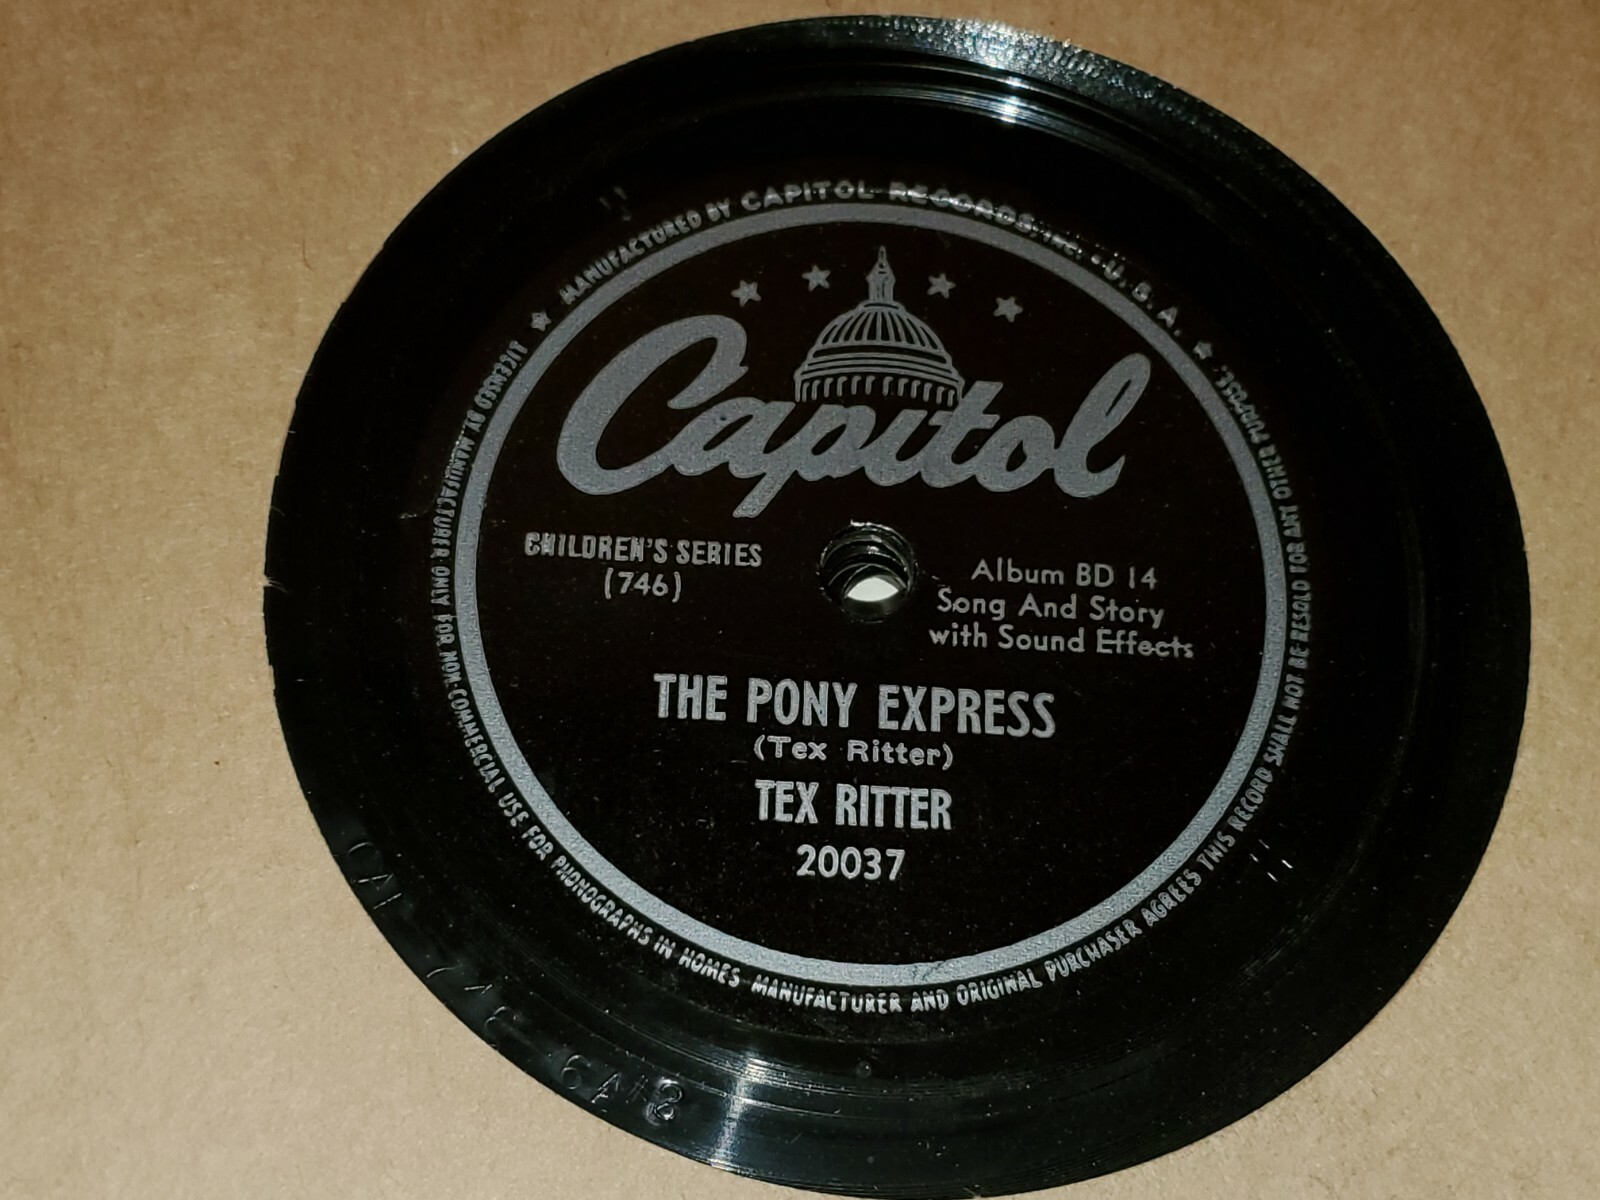 MANUFACTURED BY CAPITOL RECORDS, INC. • U. S. A.
Capitol
CHILDREN'S SERIES
(746)
Album BD 14
Song And Story
with Sound Effects
THE PONY EXPRESS
(Tex Ritter)
TEX RITTER
20037
LICENSED BY MANUFACTURER ONLY FOR NON-COMMERCIAL USE FOR PHONOGRAPHS IN HOMES. MANUFACTURER AND ORIGINAL PURCHASER AGREES THIS RECORD SHALL NOT BE RESOLD FOR ANY OTHER PURPOSE.